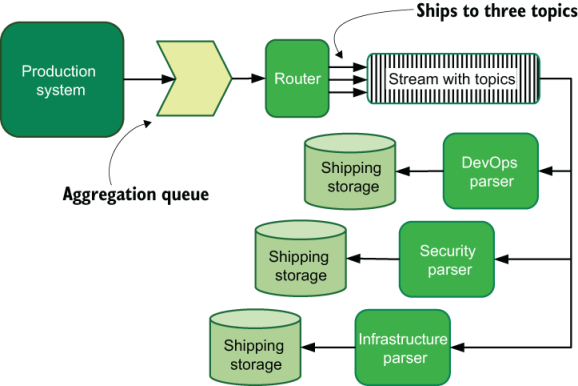 Ships to three topics
Production
system
Router
Stream with topics
Aggregation queue
Shipping
storage
DevOps
parser
Shipping
storage
Security
parser
Shipping
storage
Infrastructure
parser